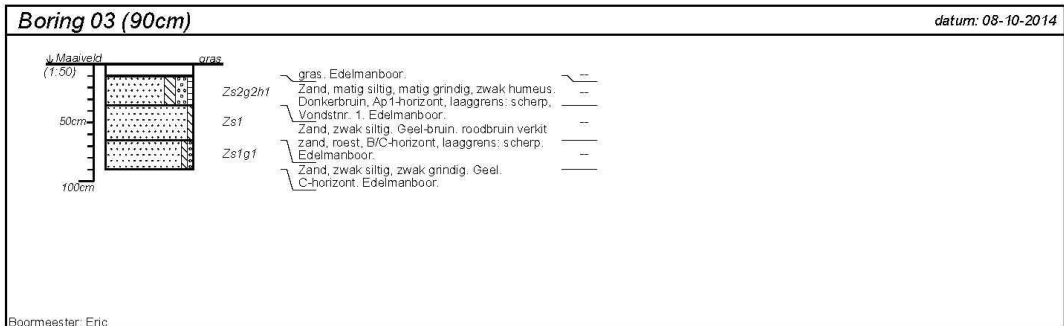 Boring 03 (90cm)
datum: 08-10-2014
Maaiveld
gras
(1:50)
50cm
100cm
Zs2g2h1
Zs1
Zs1g1
gras. Edelmanboor.
--
Zand, matig siltig, matig grindig, zwak humeus.
--
Donkerbruin, Ap1-horizont, laaggrens: scherp,
Vondstnr. 1. Edelmanboor.
--
Zand, zwak siltig. Geel-bruin. roodbruin verkit
zand, roest, B/C-horizont, laaggrens: scherp.
Edelmanboor.
--
Zand, zwak siltig, zwak grindig. Geel.
C-horizont. Edelmanboor.
Boormeester: Eric